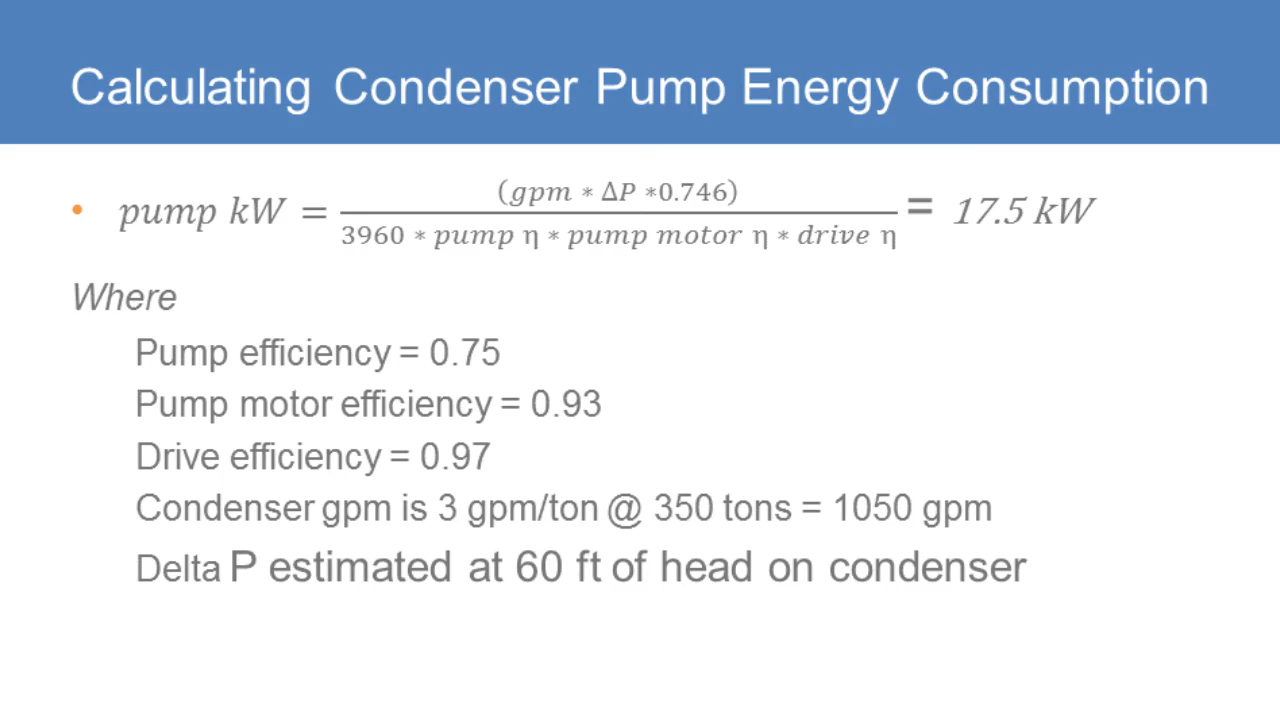 Calculating Condenser Pump Energy Consumption
• pump kW = (gpm * ΔP *0.746) / 3960 * pump η * pump motor η * drive η = 17.5 kW
Where
Pump efficiency = 0.75
Pump motor efficiency = 0.93
Drive efficiency = 0.97
Condenser gpm is 3 gpm/ton @ 350 tons = 1050 gpm
Delta P estimated at 60 ft of head on condenser